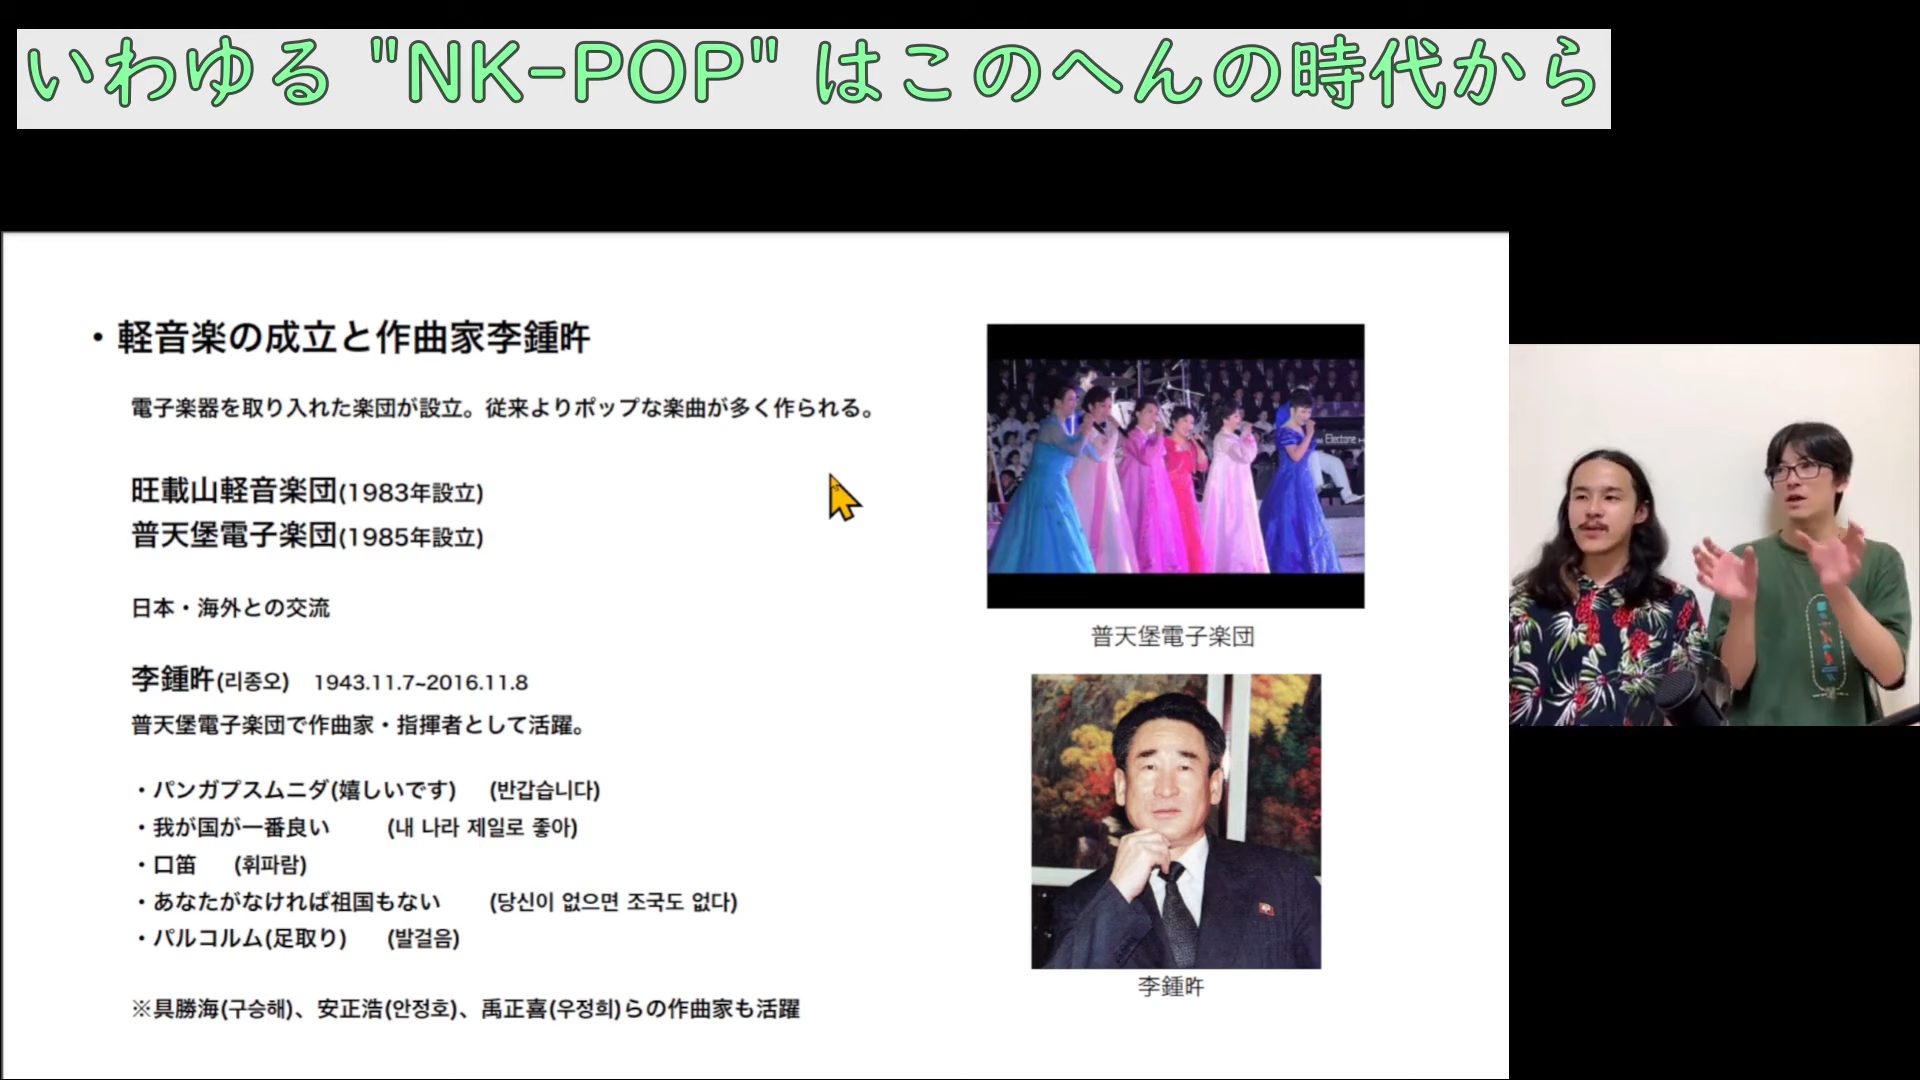 いわゆる "NK-POP" はこのへんの時代から
・軽音楽の成立と作曲家李鍾旿
電子楽器を取り入れた楽団が設立。従来よりポップな楽曲が多く作られる。
旺載山軽音楽団(1983年設立)
普天堡電子楽団(1985年設立)
日本・海外との交流
李鍾旿(리종오) 1943.11.7~2016.11.8
普天堡電子楽団で作曲家・指揮者として活躍。
・パンガプスムニダ(嬉しいです) (반갑습니다)
・我が国が一番良い (내 나라 제일로 좋아)
・口笛 (휘파람)
・あなたがなければ祖国もない (당신이 없으면 조국도 없다)
・パルコルム(足取り) (발걸음)
※具勝海(구승해)、安正浩(안정호)、禹正喜(우정희)らの作曲家も活躍
Electone
普天堡電子楽団
李鍾旿